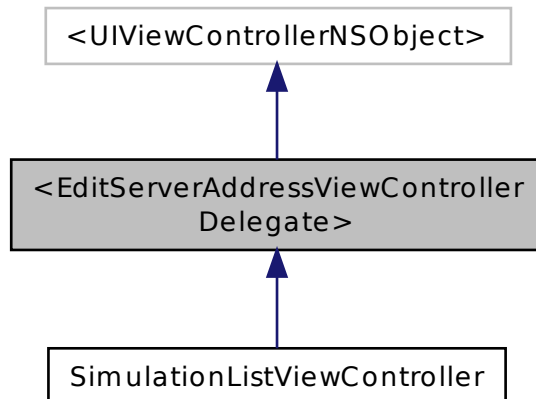 <UIViewControllerNSObject>
<EditServerAddressViewController
Delegate>
SimulationListViewController